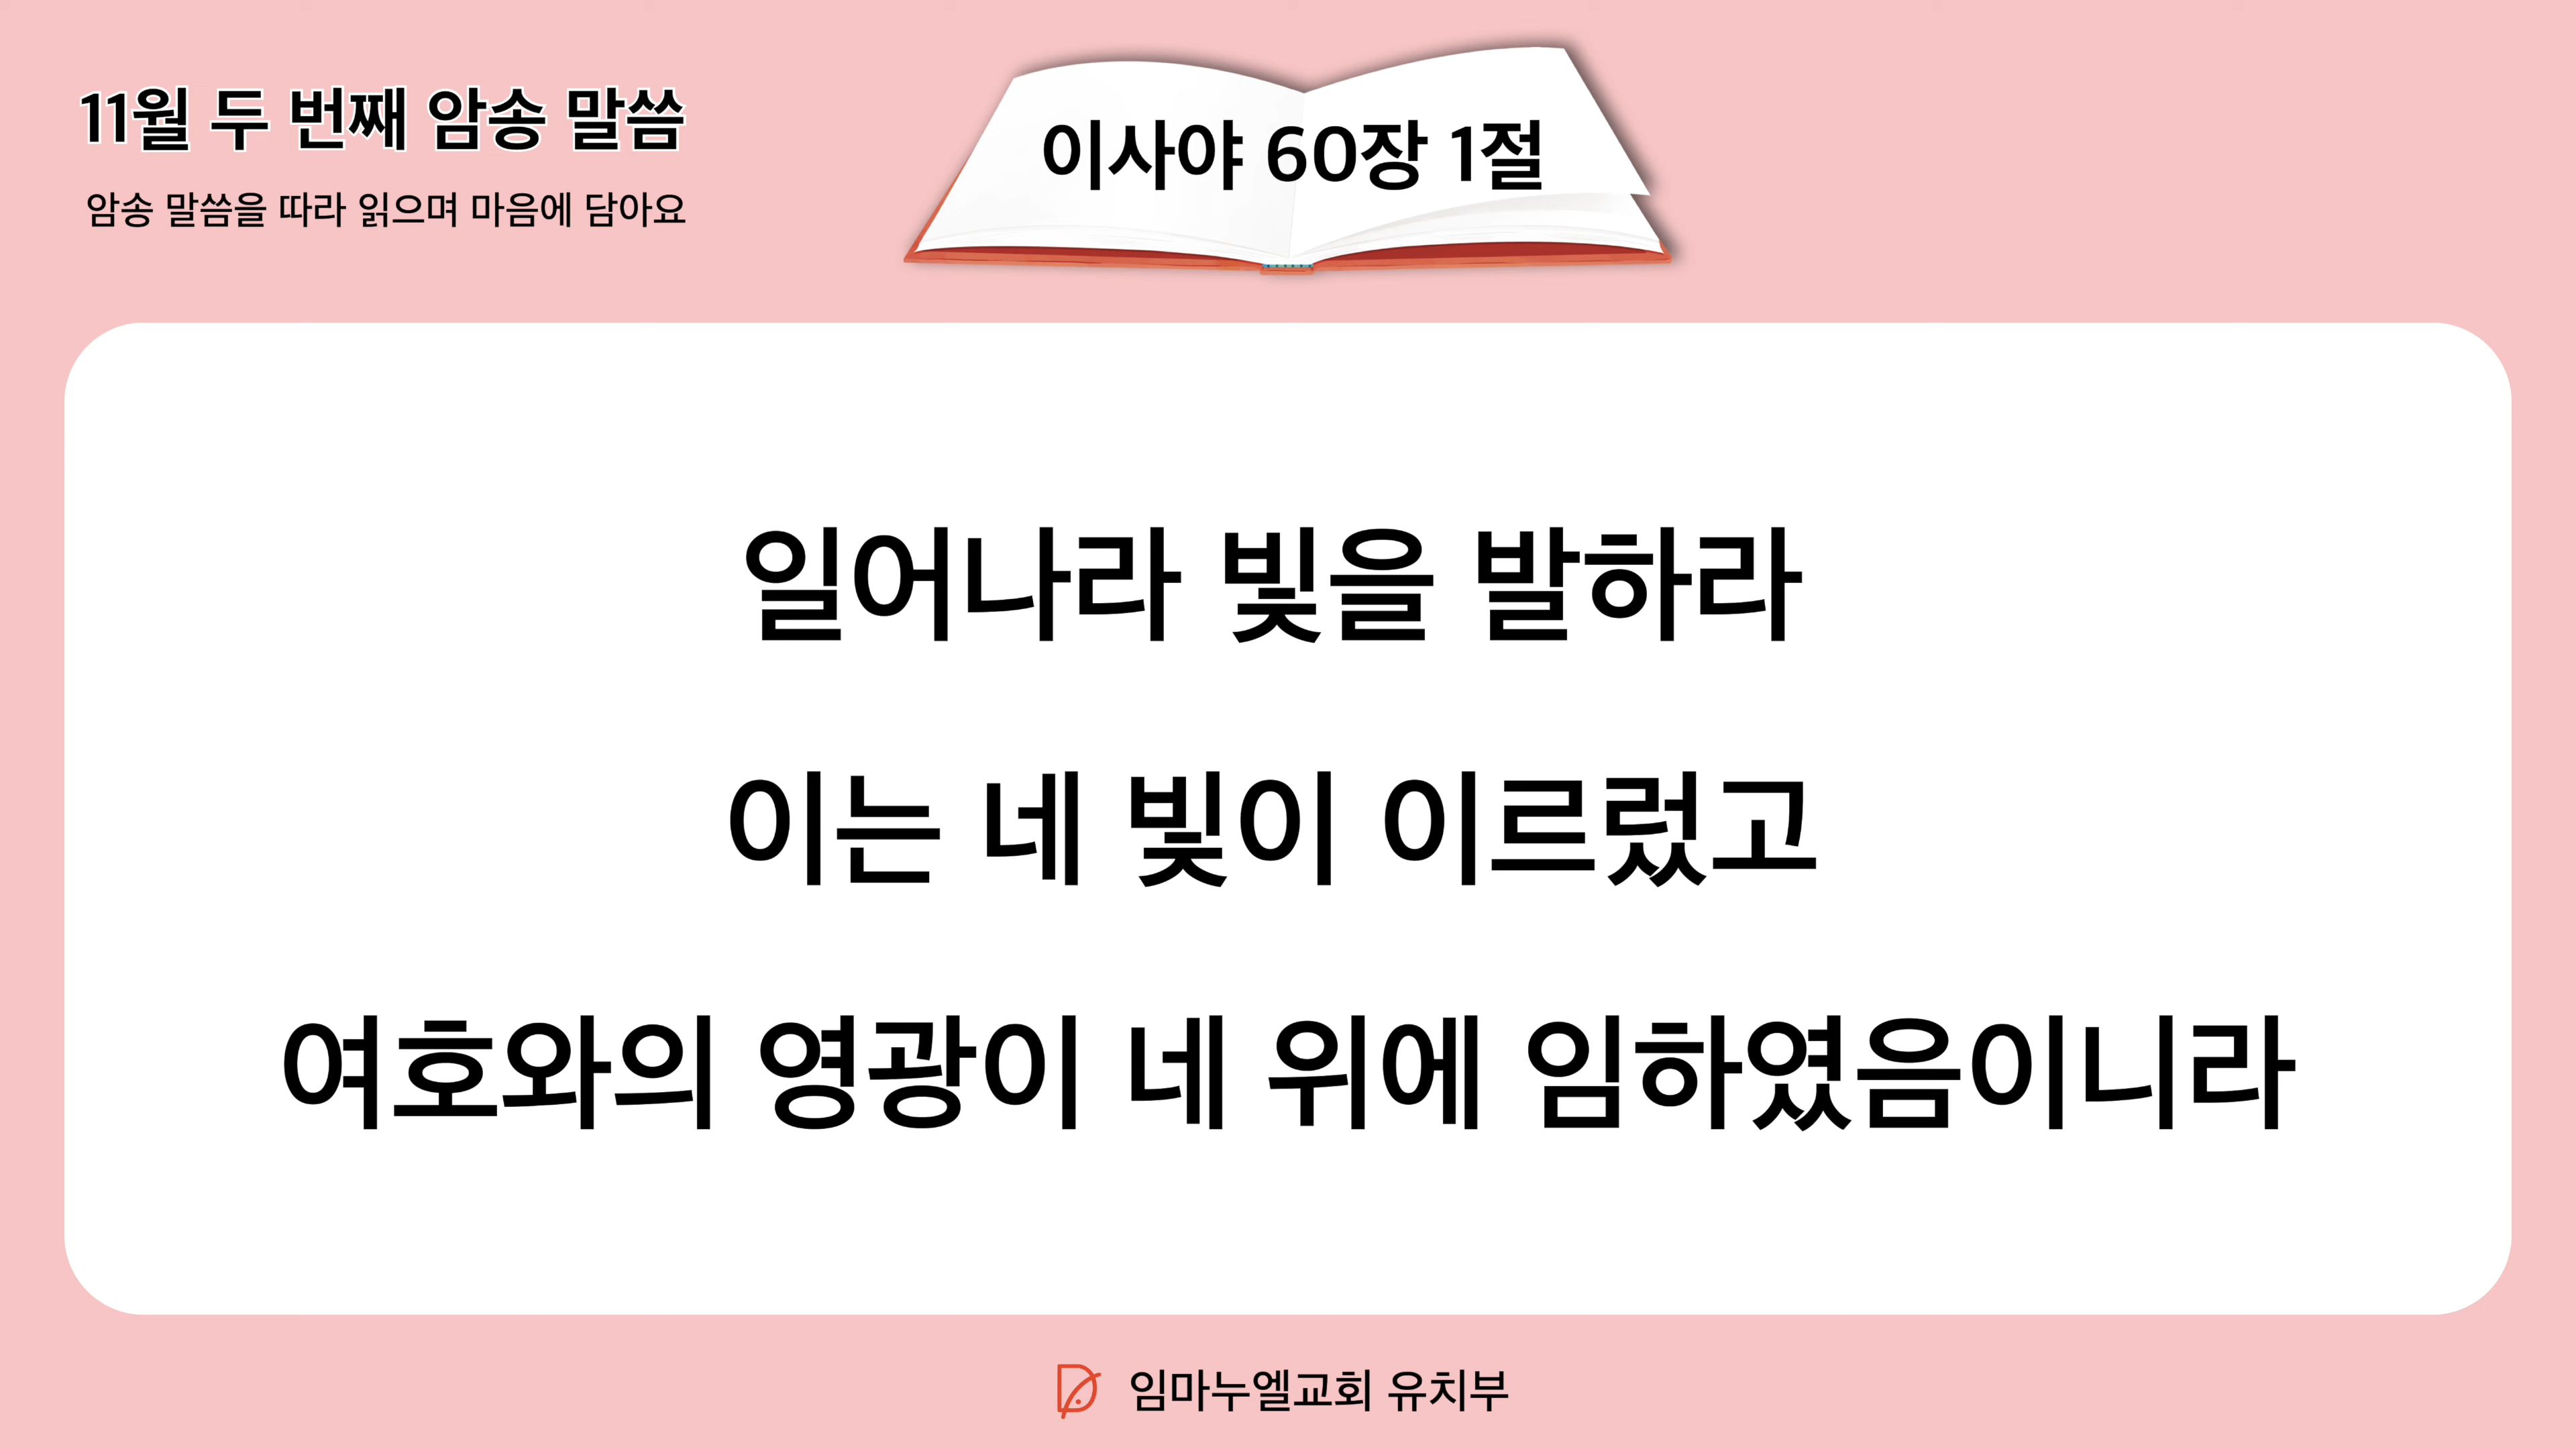 11월 두 번째 암송 말씀
암송 말씀을 따라 읽으며 마음에 담아요
이사야 60장 1절
일어나라 빛을 발하라
이는 네 빛이 이르렀고
여호와의 영광이 네 위에 임하였음이니라
임마누엘교회 유치부